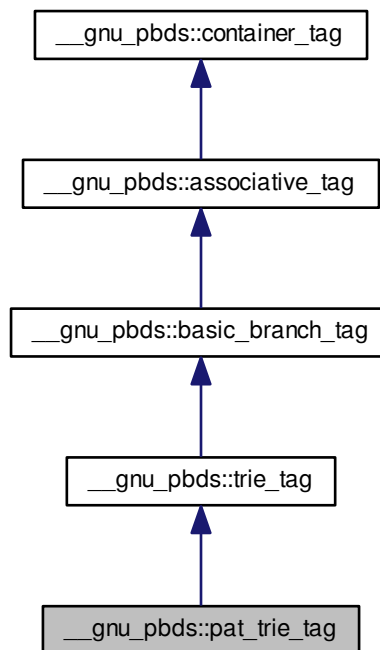 __gnu_pbds::container_tag
__gnu_pbds::associative_tag
__gnu_pbds::basic_branch_tag
__gnu_pbds::trie_tag
__gnu_pbds::pat_trie_tag